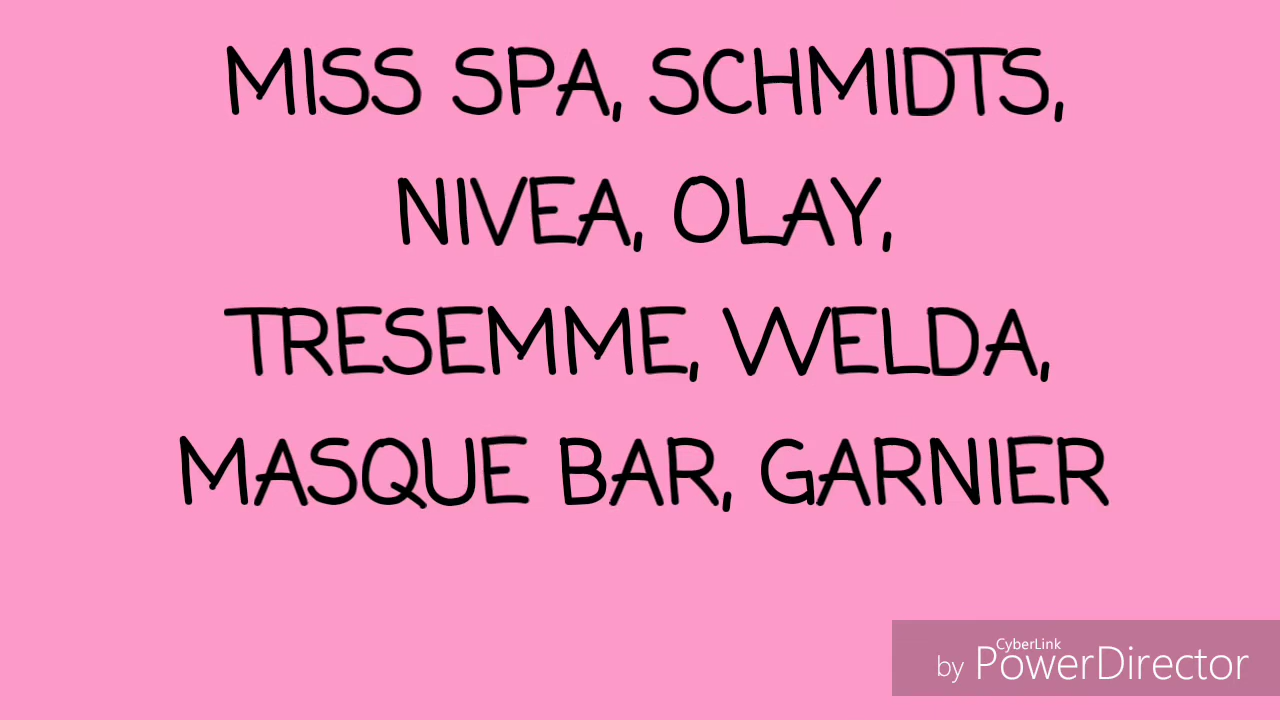 MISS SPA, SCHMIDTS,
NIVEA, OLAY,
TRESEMME, WELDA,
MASQUE BAR, GARNIER
CyberLink
by PowerDirector